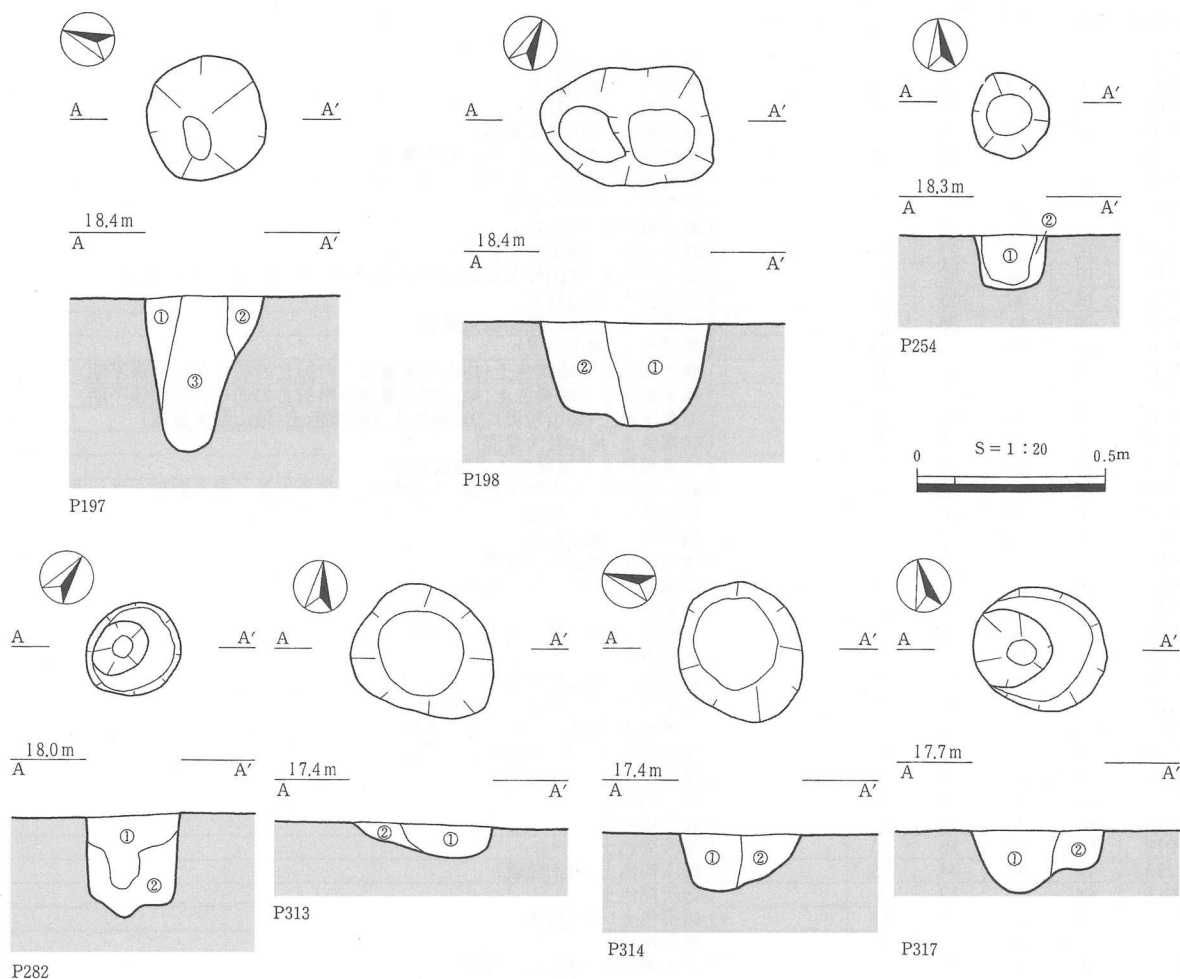 A A'
18.4m
A A'
① ②
③
P197
A A'
18.4m
A A'
② ①
P198
A A'
18.3m
A A'
②
①
P254
S=1:20
0 0.5m
A A'
18.0m
A A'
①
②
P282
A A'
17.4m
A A'
② ①
P313
A A'
17.4m
A A'
① ②
P314
A A'
17.7m
A A'
① ②
P317